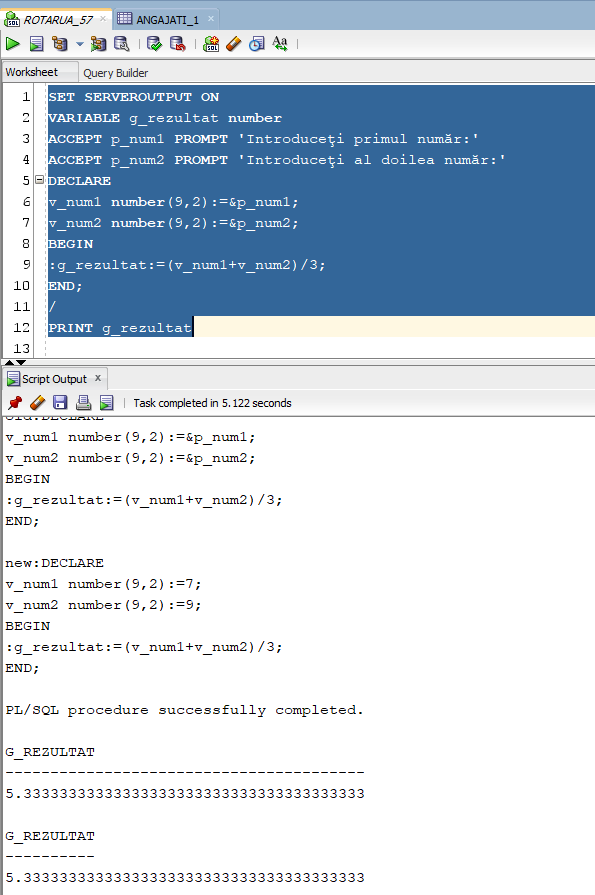 ROTARUA_57
ANGAJATI_1
Worksheet Query Builder
1 SET SERVEROUTPUT ON
2 VARIABLE g_rezultat number
3 ACCEPT p_num1 PROMPT 'Introduceţi primul număr:'
4 ACCEPT p_num2 PROMPT 'Introduceţi al doilea număr:'
5 DECLARE
6 v_num1 number(9,2):=&p_num1;
7 v_num2 number(9,2):=&p_num2;
8 BEGIN
9 :g_rezultat:=(v_num1+v_num2)/3;
10 END;
11 /
12 PRINT g_rezultat
13
Script Output
Task completed in 5.122 seconds
old:DECLARE
v_num1 number(9,2):=&p_num1;
v_num2 number(9,2):=&p_num2;
BEGIN
:g_rezultat:=(v_num1+v_num2)/3;
END;
new:DECLARE
v_num1 number(9,2):=7;
v_num2 number(9,2):=9;
BEGIN
:g_rezultat:=(v_num1+v_num2)/3;
END;
PL/SQL procedure successfully completed.
G_REZULTAT
----------------------------------------
5.33333333333333333333333333333333333333
G_REZULTAT
----------
5.33333333333333333333333333333333333333